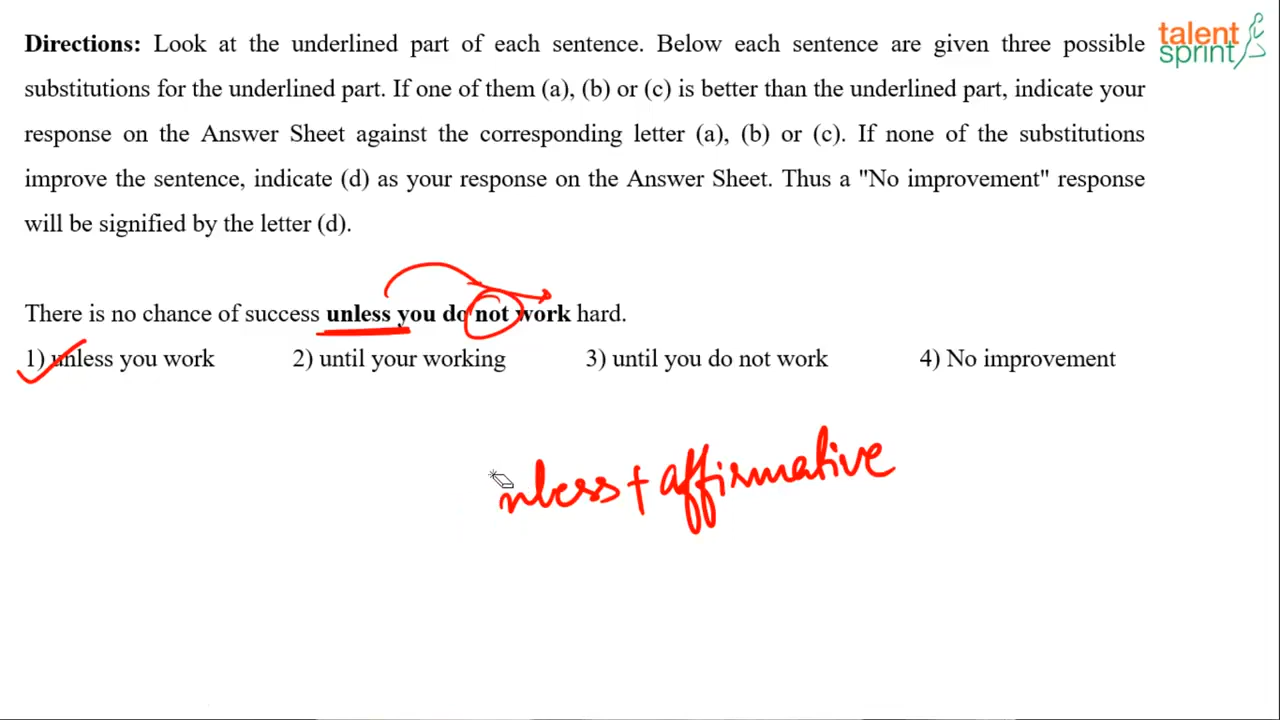 talent
sprint
Directions: Look at the underlined part of each sentence. Below each sentence are given three possible
substitutions for the underlined part. If one of them (a), (b) or (c) is better than the underlined part, indicate your
response on the Answer Sheet against the corresponding letter (a), (b) or (c). If none of the substitutions
improve the sentence, indicate (d) as your response on the Answer Sheet. Thus a "No improvement" response
will be signified by the letter (d).
There is no chance of success unless you do not work hard.
1) unless you work 2) until your working 3) until you do not work 4) No improvement
nless + affirmative